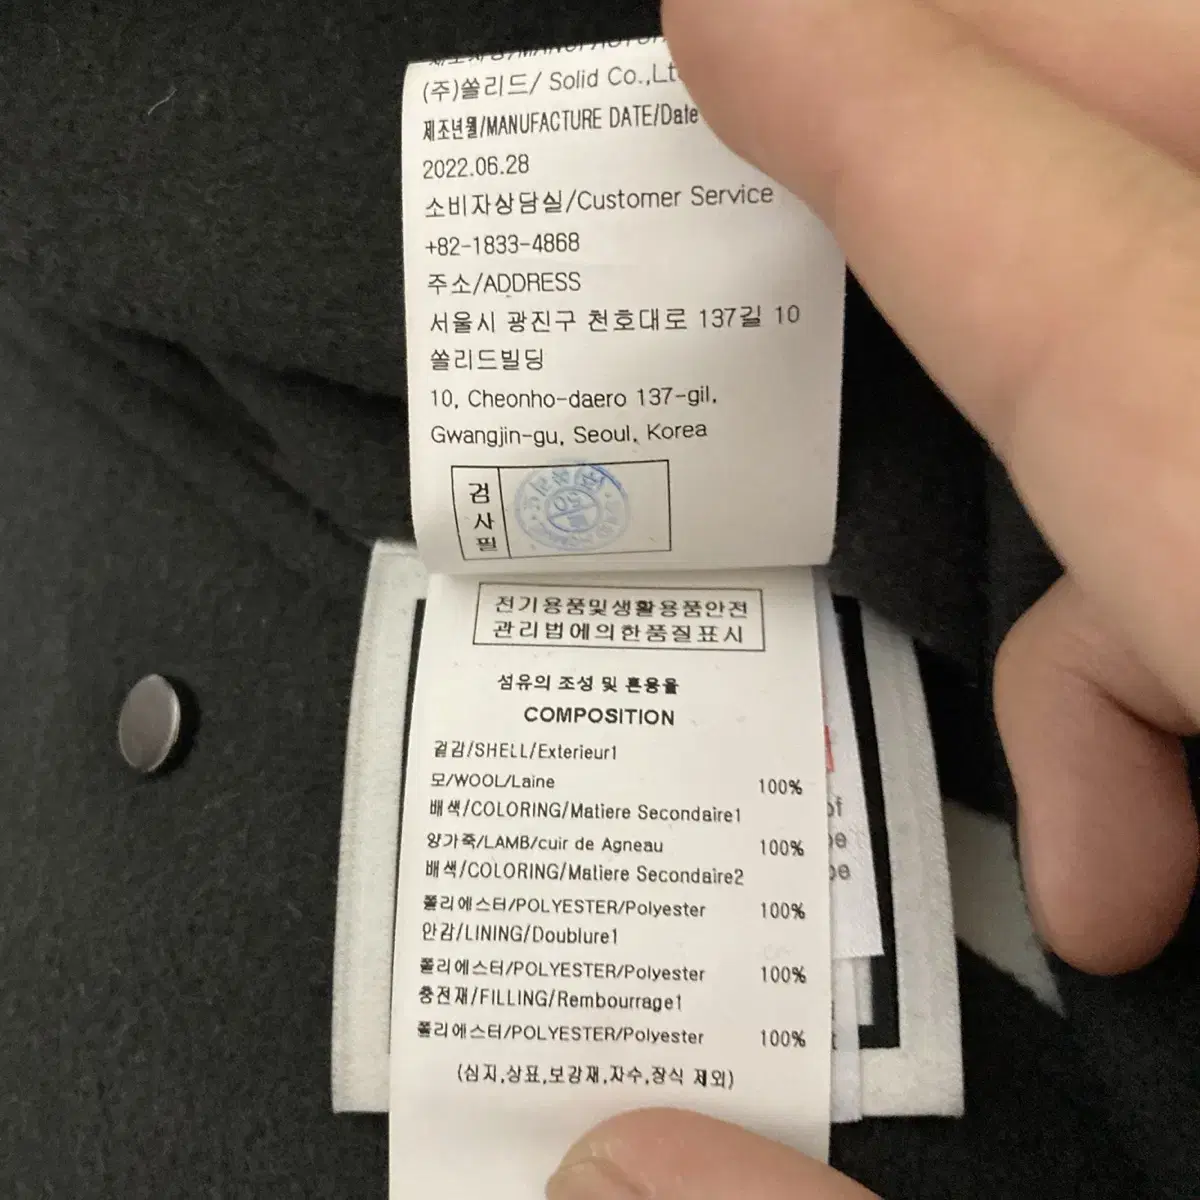 (주)쏠리드/ Solid Co.,Lt
제조년월/MANUFACTURE DATE/Date
2022.06.28
소비자상담실/Customer Service
+82-1833-4868
주소/ADDRESS
서울시 광진구 천호대로 137길 10
쏠리드빌딩
10, Cheonho-daero 137-gil,
Gwangjin-gu, Seoul, Korea
검
사
필
전기용품및생활용품안전
관리법에의한품질표시
섬유의 조성 및 혼용율
COMPOSITION
겉감/SHELL/Exterieur1
모/WOOL/Laine 100%
배색/COLORING/Matiere Secondaire1
양가죽/LAMB/cuir de Agneau 100%
배색/COLORING/Matiere Secondaire2
폴리에스터/POLYESTER/Polyester 100%
안감/LINING/Doublure1
폴리에스터/POLYESTER/Polyester 100%
충전재/FILLING/Rembourrage1
폴리에스터/POLYESTER/Polyester 100%
(심지,상표,보강재,자수,장식 제외)